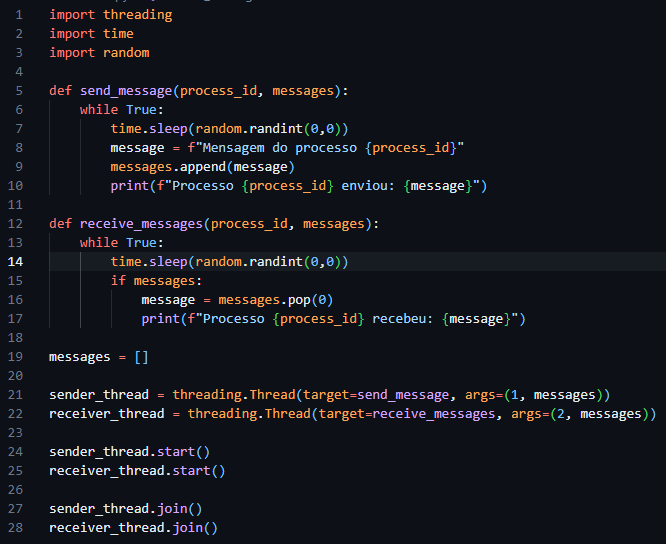 1 import threading
2 import time
3 import random
4
5 def send_message(process_id, messages):
6     while True:
7         time.sleep(random.randint(0,0))
8         message = f"Mensagem do processo {process_id}"
9         messages.append(message)
10         print(f"Processo {process_id} enviou: {message}")
11
12 def receive_messages(process_id, messages):
13     while True:
14         time.sleep(random.randint(0,0))
15         if messages:
16             message = messages.pop(0)
17             print(f"Processo {process_id} recebeu: {message}")
18
19 messages = []
20
21 sender_thread = threading.Thread(target=send_message, args=(1, messages))
22 receiver_thread = threading.Thread(target=receive_messages, args=(2, messages))
23
24 sender_thread.start()
25 receiver_thread.start()
26
27 sender_thread.join()
28 receiver_thread.join()